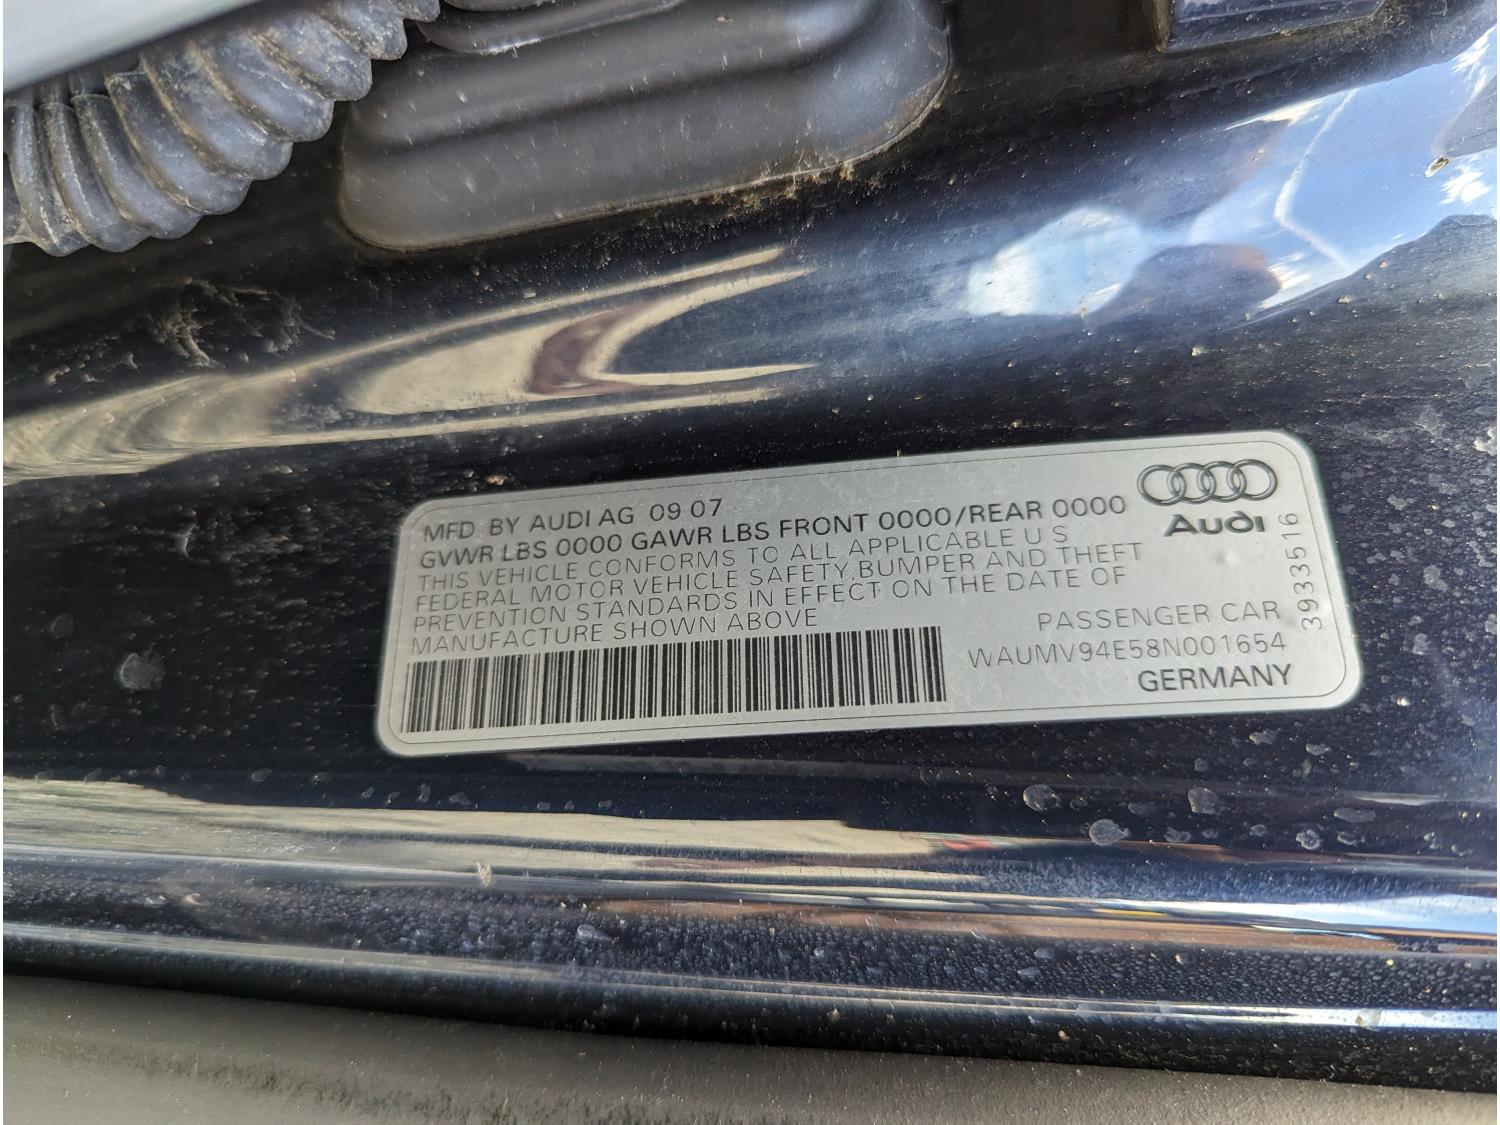 MFD. BY AUDI AG 09 07
GVWR LBS 0000 GAWR LBS FRONT 0000/REAR 0000
THIS VEHICLE CONFORMS TO ALL APPLICABLE U S
FEDERAL MOTOR VEHICLE SAFETY, BUMPER AND THEFT
PREVENTION STANDARDS IN EFFECT ON THE DATE OF
MANUFACTURE SHOWN ABOVE
Audi
PASSENGER CAR
WAUMV94E58N001654
GERMANY
3933516